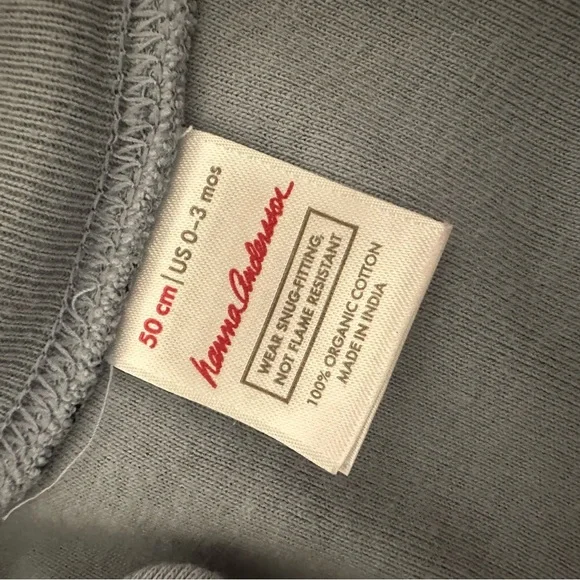 50 cm | US 0-3 mos
hanna andersson
WEAR SNUG-FITTING,
NOT FLAME RESISTANT
100% ORGANIC COTTON
MADE IN INDIA